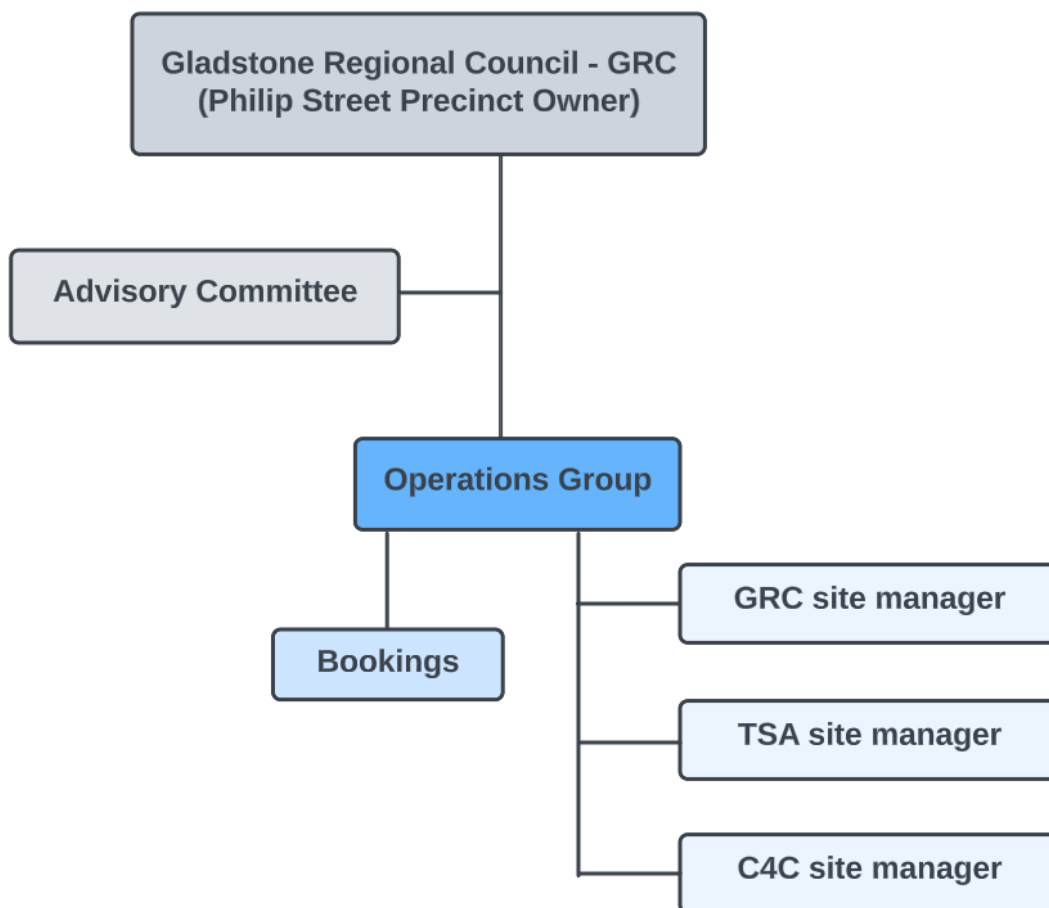 Gladstone Regional Council - GRC
(Philip Street Precinct Owner)
Advisory Committee
Operations Group
GRC site manager
Bookings
TSA site manager
C4C site manager